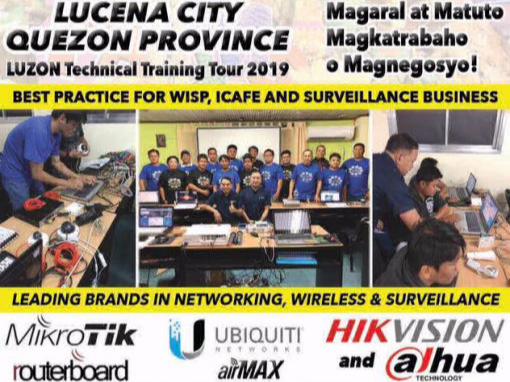 LUCENA CITY
QUEZON PROVINCE
LUZON Technical Training Tour 2019
Magaral at Matuto
Magkatrabaho
o Magnegosyo!
BEST PRACTICE FOR WISP, ICAFE AND SURVEILLANCE BUSINESS
LEADING BRANDS IN NETWORKING, WIRELESS & SURVEILLANCE
MikroTik
routerboard
UBIQUITI
NETWORKS
airMAX
HIKVISION
and alhua
TECHNOLOGY